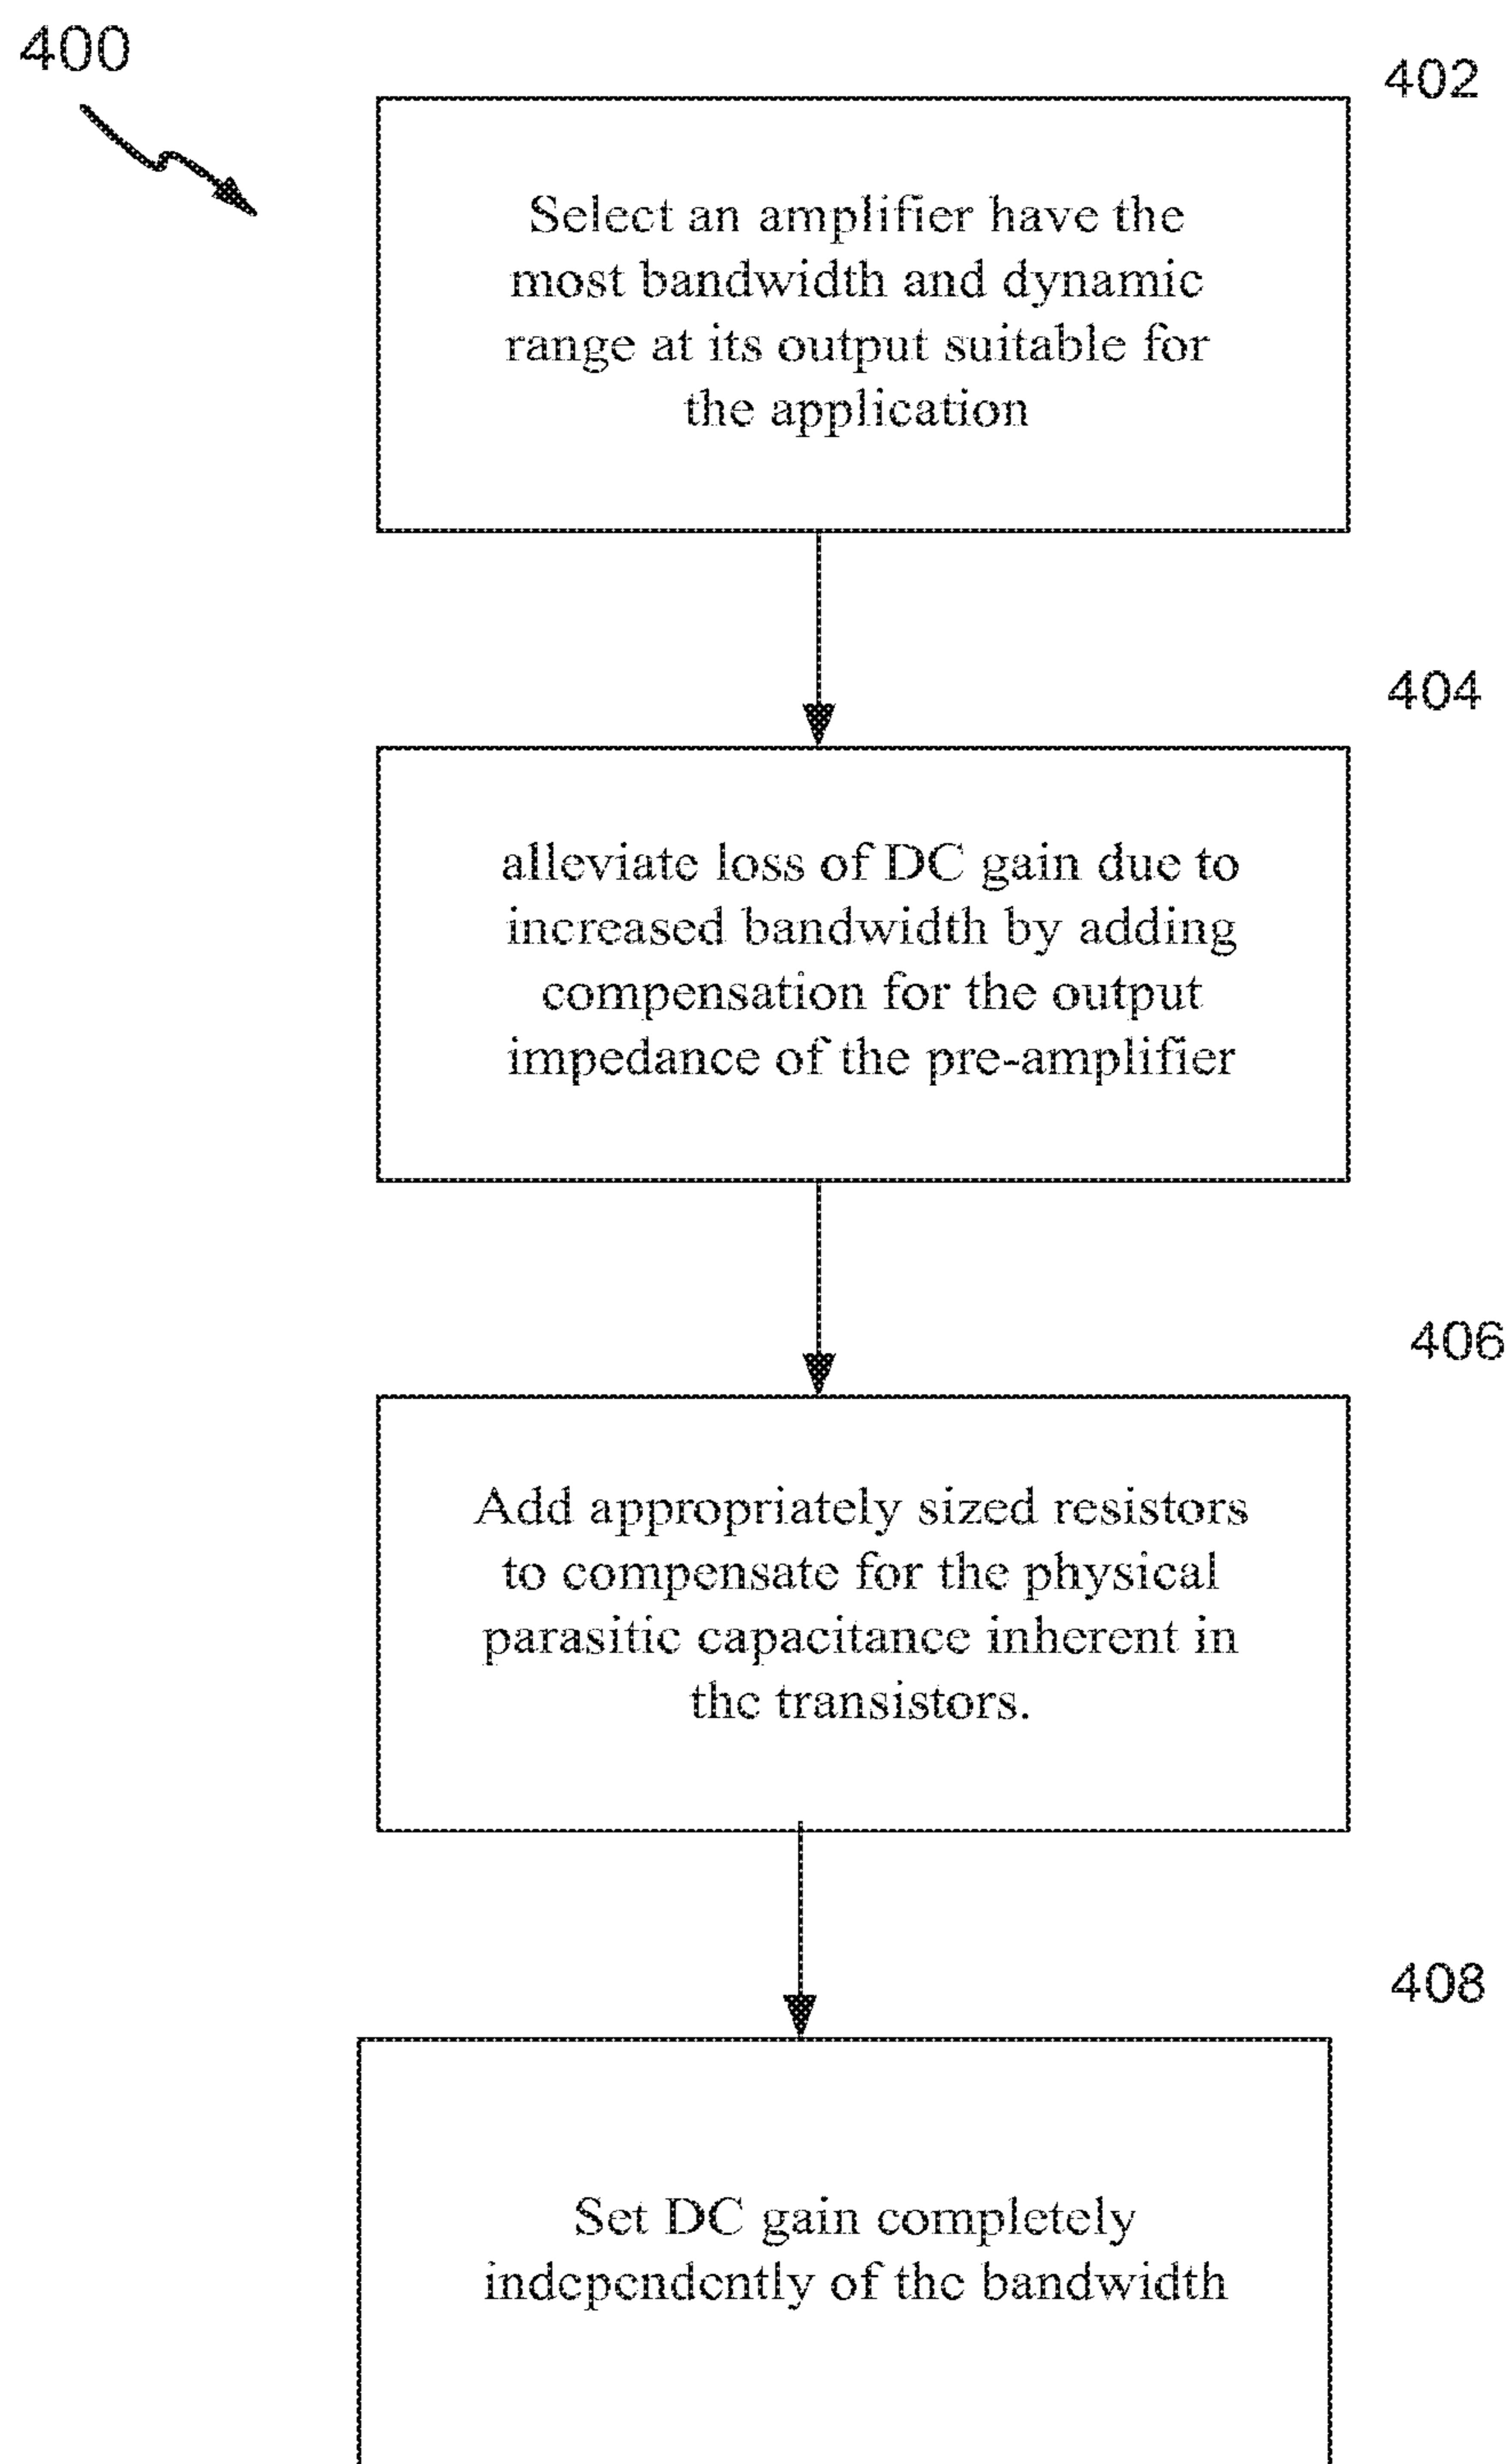 400
402
Select an amplifier have the
most bandwidth and dynamic
range at its output suitable for
the application
404
alleviate loss of DC gain due to
increased bandwidth by adding
compensation for the output
impedance of the pre-amplifier
406
Add appropriately sized resistors
to compensate for the physical
parasitic capacitance inherent in
the transistors.
408
Set DC gain completely
independently of the bandwidth